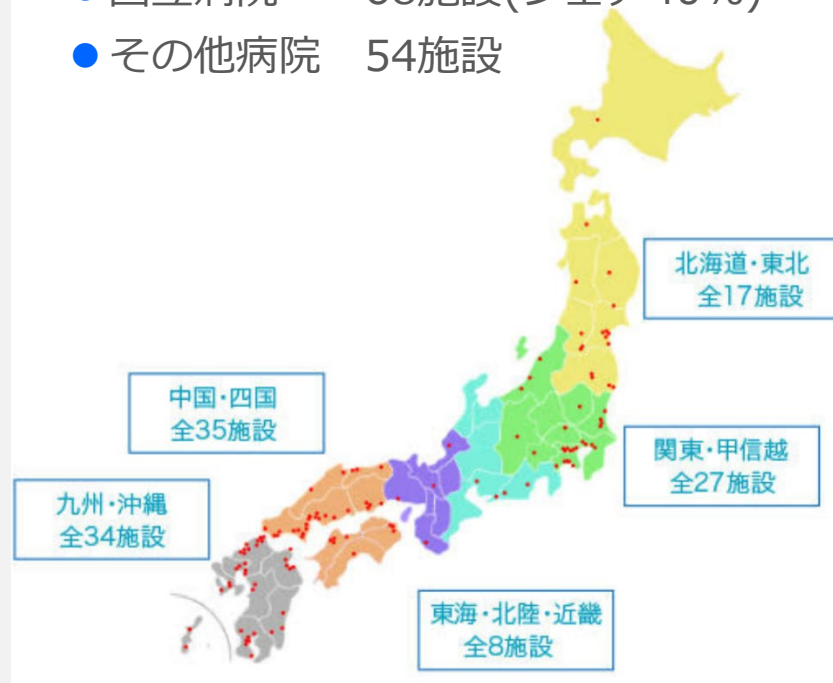 その他病院 54施設
北海道・東北
全17施設
中国・四国
全35施設
関東・甲信越
全27施設
九州・沖縄
全34施設
東海・北陸・近畿
全8施設